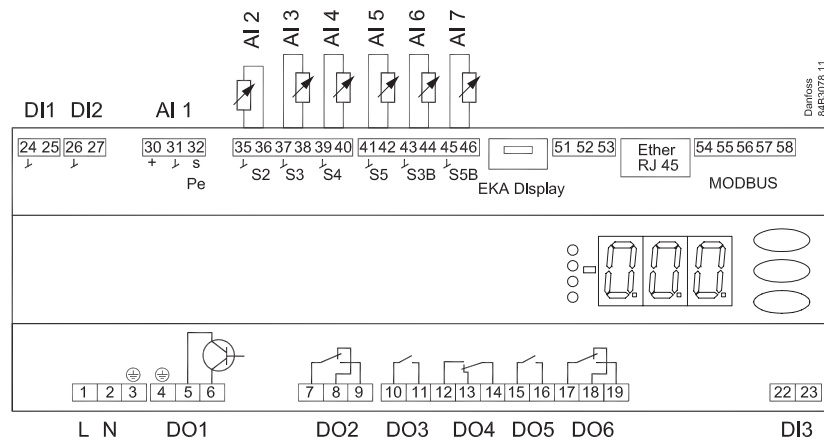 AI 2 AI 3 AI 4 AI 5 AI 6 AI 7
Danfoss
84B3078.11
DI1 DI2 AI 1
24 25 26 27 30 31 32 35 36 37 38 39 40 41 42 43 44 45 46 51 52 53 Ether 54 55 56 57 58
RJ 45
+ s S2 S3 S4 S5 S3B S5B
Pe EKA Display MODBUS
0.0.0.
1 2 3 4 5 6 7 8 9 10 11 12 13 14 15 16 17 18 19 22 23
L N DO1 DO2 DO3 DO4 DO5 DO6 DI3